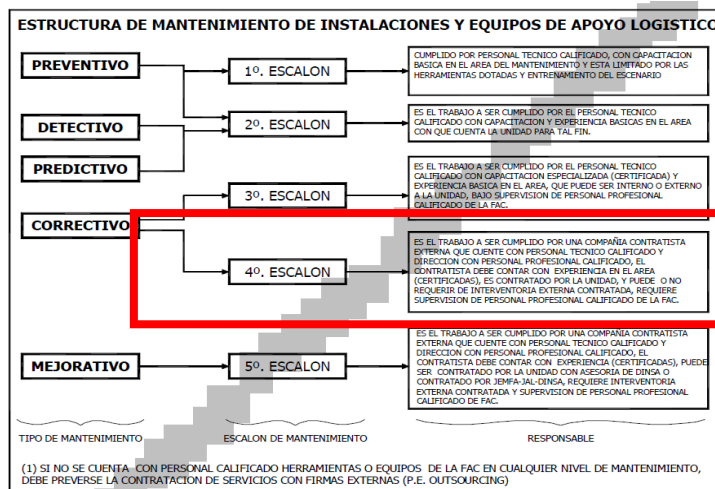 ESTRUCTURA DE MANTENIMIENTO DE INSTALACIONES Y EQUIPOS DE APOYO LOGISTICO
PREVENTIVO
1º. ESCALON
CUMPLIDO POR PERSONAL TECNICO CALIFICADO, CON CAPACITACION
BASICA EN EL AREA DEL MANTENIMIENTO Y ESTA LIMITADO POR LAS
HERRAMIENTAS DOTADAS Y ENTRENAMIENTO DEL ESCENARIO
DETECTIVO
2º. ESCALON
ES EL TRABAJO A SER CUMPLIDO POR EL PERSONAL TECNICO
CALIFICADO CON CAPACITACION Y EXPERIENCIA BASICAS EN EL AREA
CON QUE CUENTA LA UNIDAD PARA TAL FIN.
PREDICTIVO
3º. ESCALON
ES EL TRABAJO A SER CUMPLIDO POR EL PERSONAL TECNICO
CALIFICADO CON CAPACITACION ESPECIALIZADA (CERTIFICADA) Y
EXPERIENCIA BASICA EN EL AREA, QUE PUEDE SER INTERNO O EXTERNO
A LA UNIDAD, BAJO SUPERVISION DE PERSONAL PROFESIONAL
CALIFICADO DE LA FAC.
CORRECTIVO
4º. ESCALON
ES EL TRABAJO A SER CUMPLIDO POR UNA COMPAÑIA CONTRATISTA
EXTERNA QUE CUENTE CON PERSONAL TECNICO CALIFICADO Y
DIRECCION CON PERSONAL PROFESIONAL CALIFICADO, EL
CONTRATISTA DEBE CONTAR CON EXPERIENCIA EN EL AREA
(CERTIFICADAS), ES CONTRATADO POR LA UNIDAD, Y PUEDE O NO
REQUERIR DE INTERVENTORIA EXTERNA CONTRATADA, REQUIERE
SUPERVISION DE PERSONAL PROFESIONAL CALIFICADO DE LA FAC.
MEJORATIVO
5º. ESCALON
ES EL TRABAJO A SER CUMPLIDO POR UNA COMPAÑIA CONTRATISTA
EXTERNA QUE CUENTE CON PERSONAL TECNICO CALIFICADO Y
DIRECCION CON PERSONAL PROFESIONAL CALIFICADO, EL
CONTRATISTA DEBE CONTAR CON EXPERIENCIA (CERTIFICADAS), PUEDE
SER CONTRATADO POR LA UNIDAD CON ASESORIA DE DINSA O
CONTRATADO POR JEMFA-JAL-DINSA, REQUIERE INTERVENTORIA
EXTERNA CONTRATADA Y SUPERVISION DE PERSONAL PROFESIONAL
CALIFICADO DE FAC.
TIPO DE MANTENIMIENTO
ESCALON DE MANTENIMIENTO
RESPONSABLE
(1) SI NO SE CUENTA CON PERSONAL CALIFICADO HERRAMIENTAS O EQUIPOS DE LA FAC EN CUALQUIER NIVEL DE MANTENIMIENTO,
DEBE PREVERSE LA CONTRATACION DE SERVICIOS CON FIRMAS EXTERNAS (P.E. OUTSOURCING)